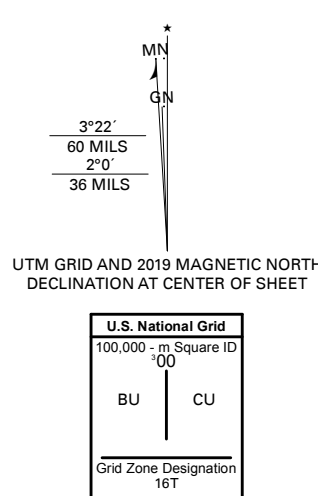 MN
GN
3°22´
60 MILS
2°0´
36 MILS
UTM GRID AND 2019 MAGNETIC NORTH
DECLINATION AT CENTER OF SHEET
U.S. National Grid
100,000 - m Square ID
³00
BU CU
Grid Zone Designation
16T